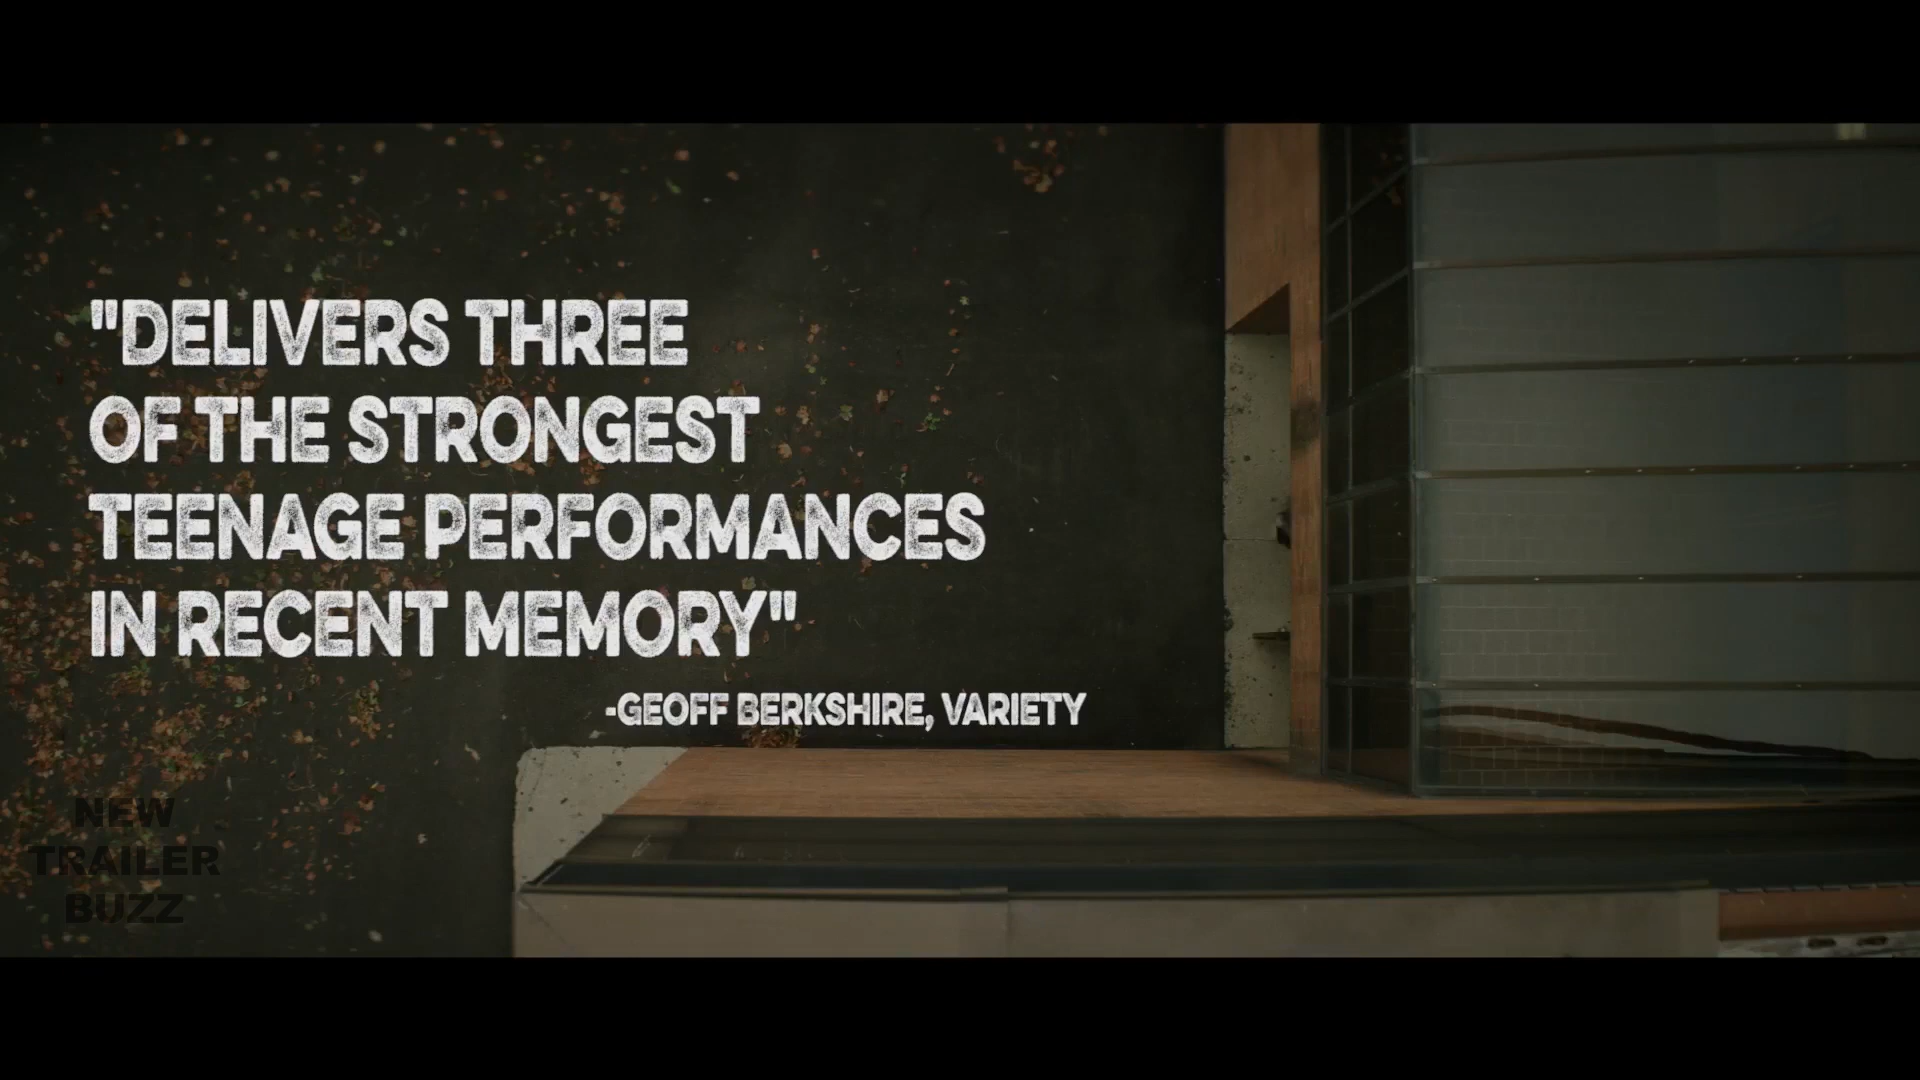 "DELIVERS THREE
OF THE STRONGEST
TEENAGE PERFORMANCES
IN RECENT MEMORY"
-GEOFF BERKSHIRE, VARIETY
NEW
TRAILER
BUZZ